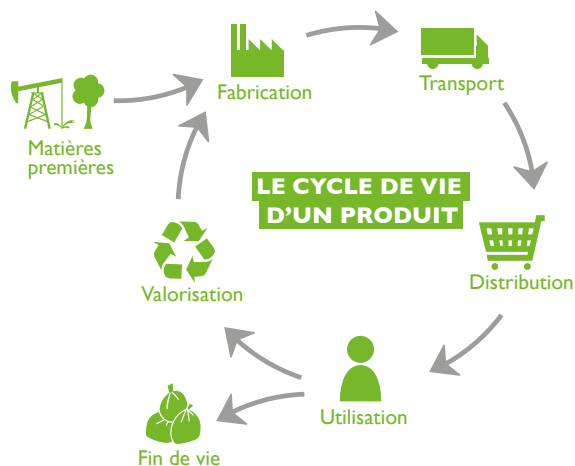 Fabrication
Transport
Matières
premières
LE CYCLE DE VIE
D'UN PRODUIT
Distribution
Valorisation
Utilisation
Fin de vie